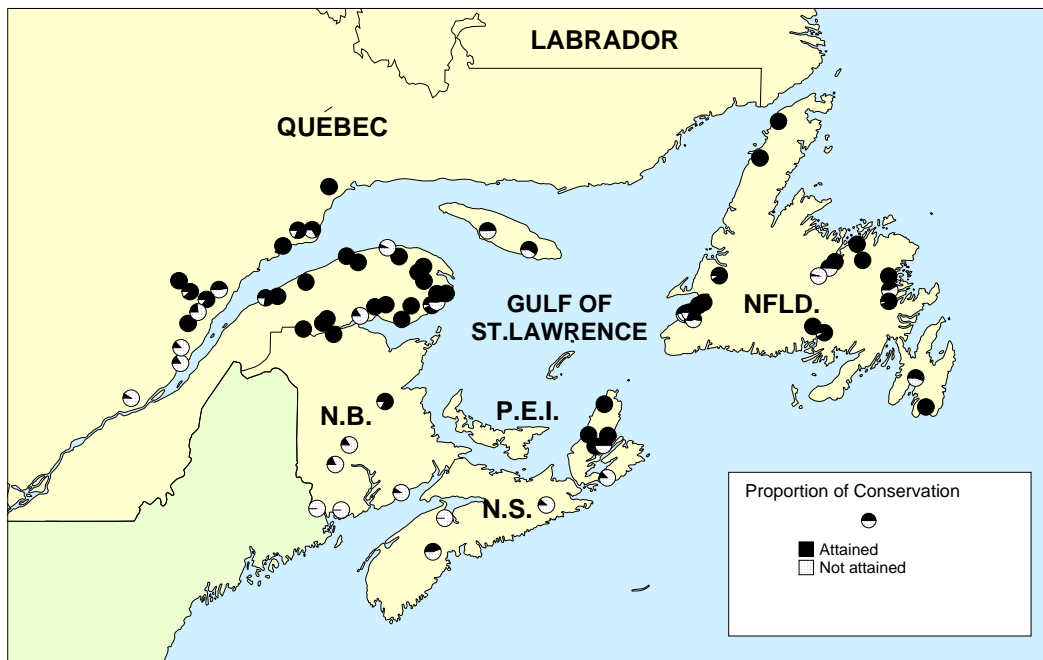 LABRADOR
QUÉBEC
GULF OF
ST.LAWRENCE
NFLD.
P.E.I.
N.B.
N.S.
Proportion of Conservation
Attained
Not attained